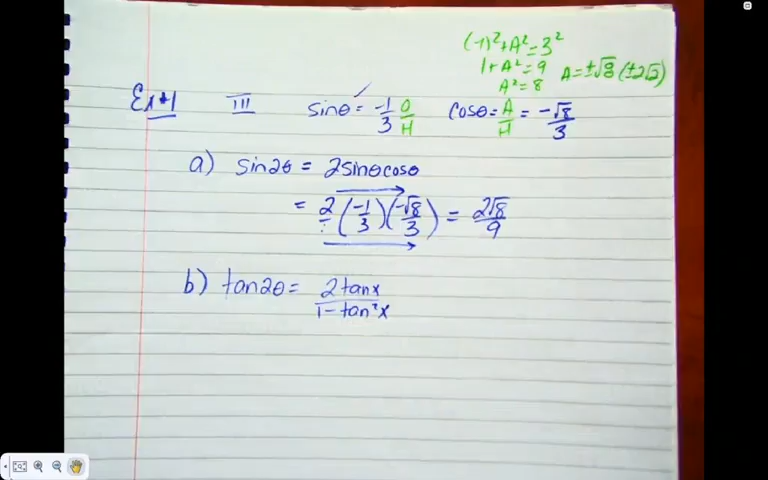 (-1)² + A² = 3²
1 + A² = 9 A = ±√8 (±2√2)
A² = 8
Ex#1 III sinθ = -1/3 O/H cosθ = A/H = -√8/3
a) sin2θ = 2sinθcosθ
= 2 (-1/3)(-√8/3) = 2√8/9
b) tan2θ = 2tanx/1-tan²x